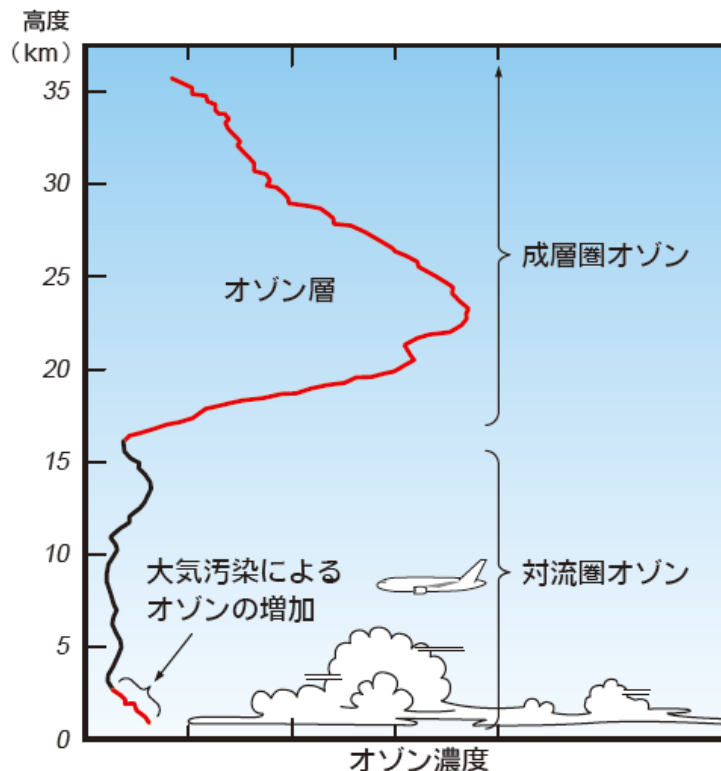 高度
(km)
35
30
成層圏オゾン
オゾン層
25
20
15
10
大気汚染による
オゾンの増加
対流圏オゾン
5
0
オゾン濃度